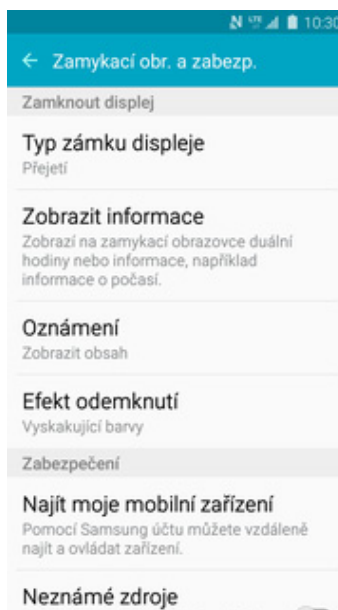 LTE 10:30
Zamykací obr. a zabezp.
Zamknout displej
Typ zámku displeje
Přejetí
Zobrazit informace
Zobrazí na zamykací obrazovce duální
hodiny nebo informace, například
informace o počasí.
Oznámení
Zobrazit obsah
Efekt odemknutí
Vyskakující barvy
Zabezpečení
Najít moje mobilní zařízení
Pomocí Samsung účtu můžete vzdáleně
najít a ovládat zařízení.
Neznámé zdroje